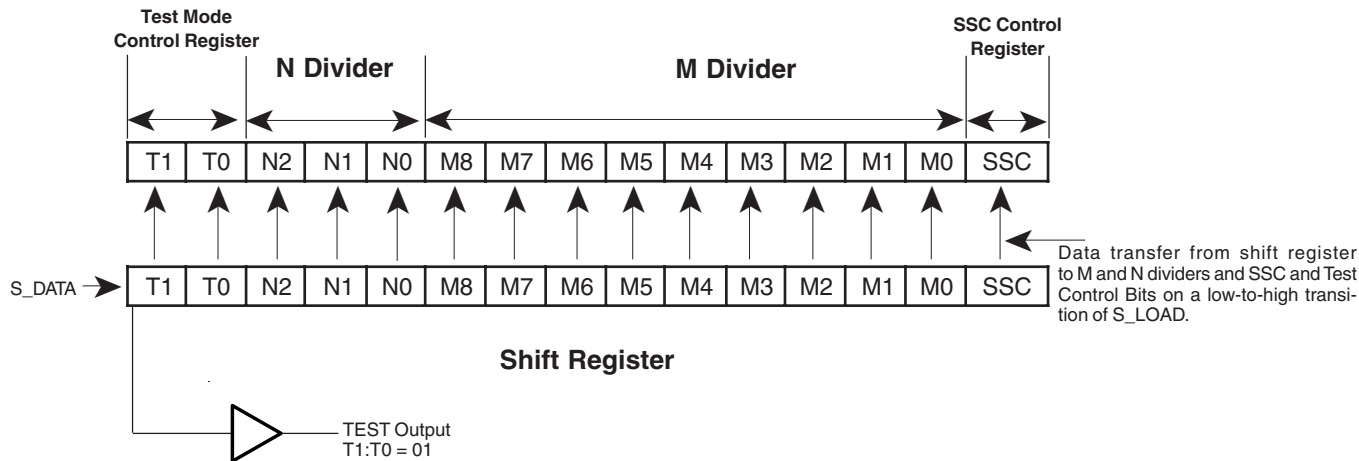 Test Mode
Control Register
SSC Control
Register
N Divider
M Divider
T1 T0 N2 N1 N0 M8 M7 M6 M5 M4 M3 M2 M1 M0 SSC
S_DATA
T1 T0 N2 N1 N0 M8 M7 M6 M5 M4 M3 M2 M1 M0 SSC
Data transfer from shift register
to M and N dividers and SSC and Test
Control Bits on a low-to-high transi-
tion of S_LOAD.
Shift Register
TEST Output
T1:T0 = 01